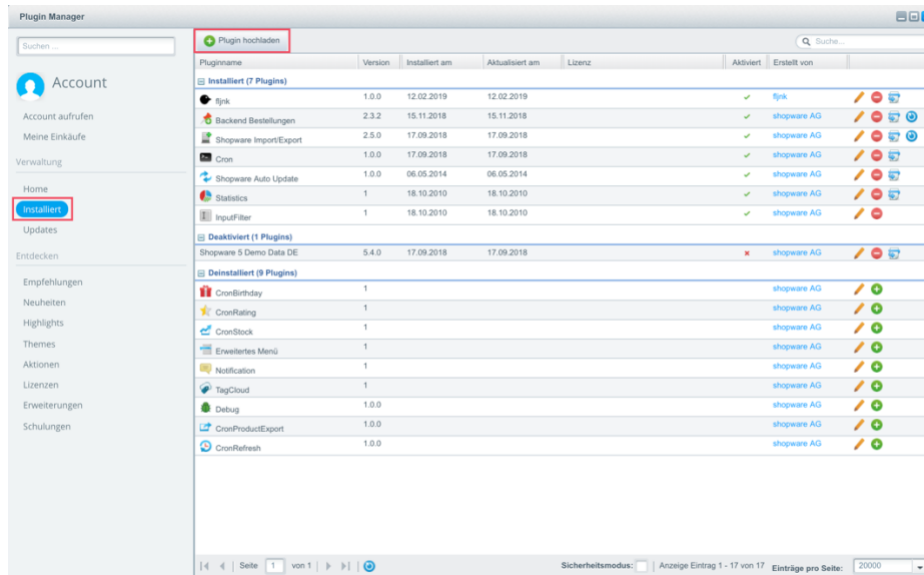 Plugin Manager
Suchen ...
Account
Account aufrufen
Meine Einkäufe
Verwaltung
Home
Installiert
Updates
Entdecken
Empfehlungen
Neuheiten
Highlights
Themes
Aktionen
Lizenzen
Erweiterungen
Schulungen
Plugin hochladen
Suche...
Pluginname Version Installiert am Aktualisiert am Lizenz Aktiviert Erstellt von
Installiert (7 Plugins)
fjnk 1.0.0 12.02.2019 12.02.2019 fjnk
Backend Bestellungen 2.3.2 15.11.2018 15.11.2018 shopware AG
Shopware Import/Export 2.5.0 17.09.2018 17.09.2018 shopware AG
Cron 1.0.0 17.09.2018 17.09.2018 shopware AG
Shopware Auto Update 1.0.0 06.05.2014 06.05.2014 shopware AG
Statistics 1 18.10.2010 18.10.2010 shopware AG
InputFilter 1 18.10.2010 18.10.2010 shopware AG
Deaktiviert (1 Plugins)
Shopware 5 Demo Data DE 5.4.0 17.09.2018 17.09.2018 shopware AG
Deinstalliert (9 Plugins)
CronBirthday 1 shopware AG
CronRating 1 shopware AG
CronStock 1 shopware AG
Erweitertes Menü 1 shopware AG
Notification 1 shopware AG
TagCloud 1 shopware AG
Debug 1.0.0 shopware AG
CronProductExport 1.0.0 shopware AG
CronRefresh 1.0.0 shopware AG
Seite 1 von 1 Sicherheitsmodus: Anzeige Eintrag 1 - 17 von 17 Einträge pro Seite: 20000